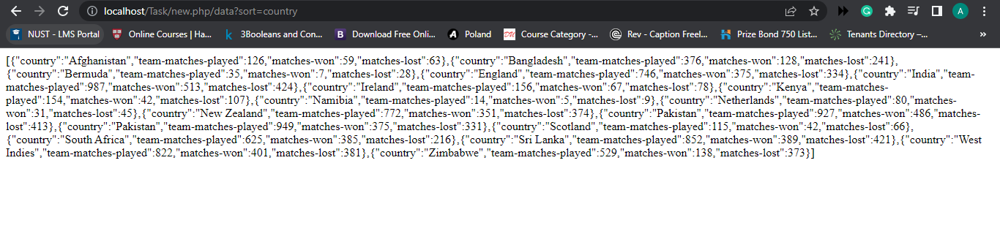 localhost/Task/new.php/data?sort=country
A
NUST - LMS Portal Online Courses | Ha... k 3Booleans and Con... B Download Free Onli... A Poland DU Course Category -... Rev - Caption Freel... Prize Bond 750 List... Tenants Directory –... »
[{"country":"Afghanistan","team-matches-played":126,"matches-won":59,"matches-lost":63},{"country":"Bangladesh","team-matches-played":376,"matches-won":128,"matches-lost":241},
{"country":"Bermuda","team-matches-played":35,"matches-won":7,"matches-lost":28},{"country":"England","team-matches-played":746,"matches-won":375,"matches-lost":334},{"country":"India","team-
matches-played":987,"matches-won":513,"matches-lost":424},{"country":"Ireland","team-matches-played":156,"matches-won":67,"matches-lost":78},{"country":"Kenya","team-matches-
played":154,"matches-won":42,"matches-lost":107},{"country":"Namibia","team-matches-played":14,"matches-won":5,"matches-lost":9},{"country":"Netherlands","team-matches-played":80,"matches-
won":31,"matches-lost":45},{"country":"New Zealand","team-matches-played":772,"matches-won":351,"matches-lost":374},{"country":"Pakistan","team-matches-played":927,"matches-won":486,"matches-
lost":413},{"country":"Pakistan","team-matches-played":949,"matches-won":375,"matches-lost":331},{"country":"Scotland","team-matches-played":115,"matches-won":42,"matches-lost":66},
{"country":"South Africa","team-matches-played":625,"matches-won":385,"matches-lost":216},{"country":"Sri Lanka","team-matches-played":852,"matches-won":389,"matches-lost":421},{"country":"West
Indies","team-matches-played":822,"matches-won":401,"matches-lost":381},{"country":"Zimbabwe","team-matches-played":529,"matches-won":138,"matches-lost":373}]